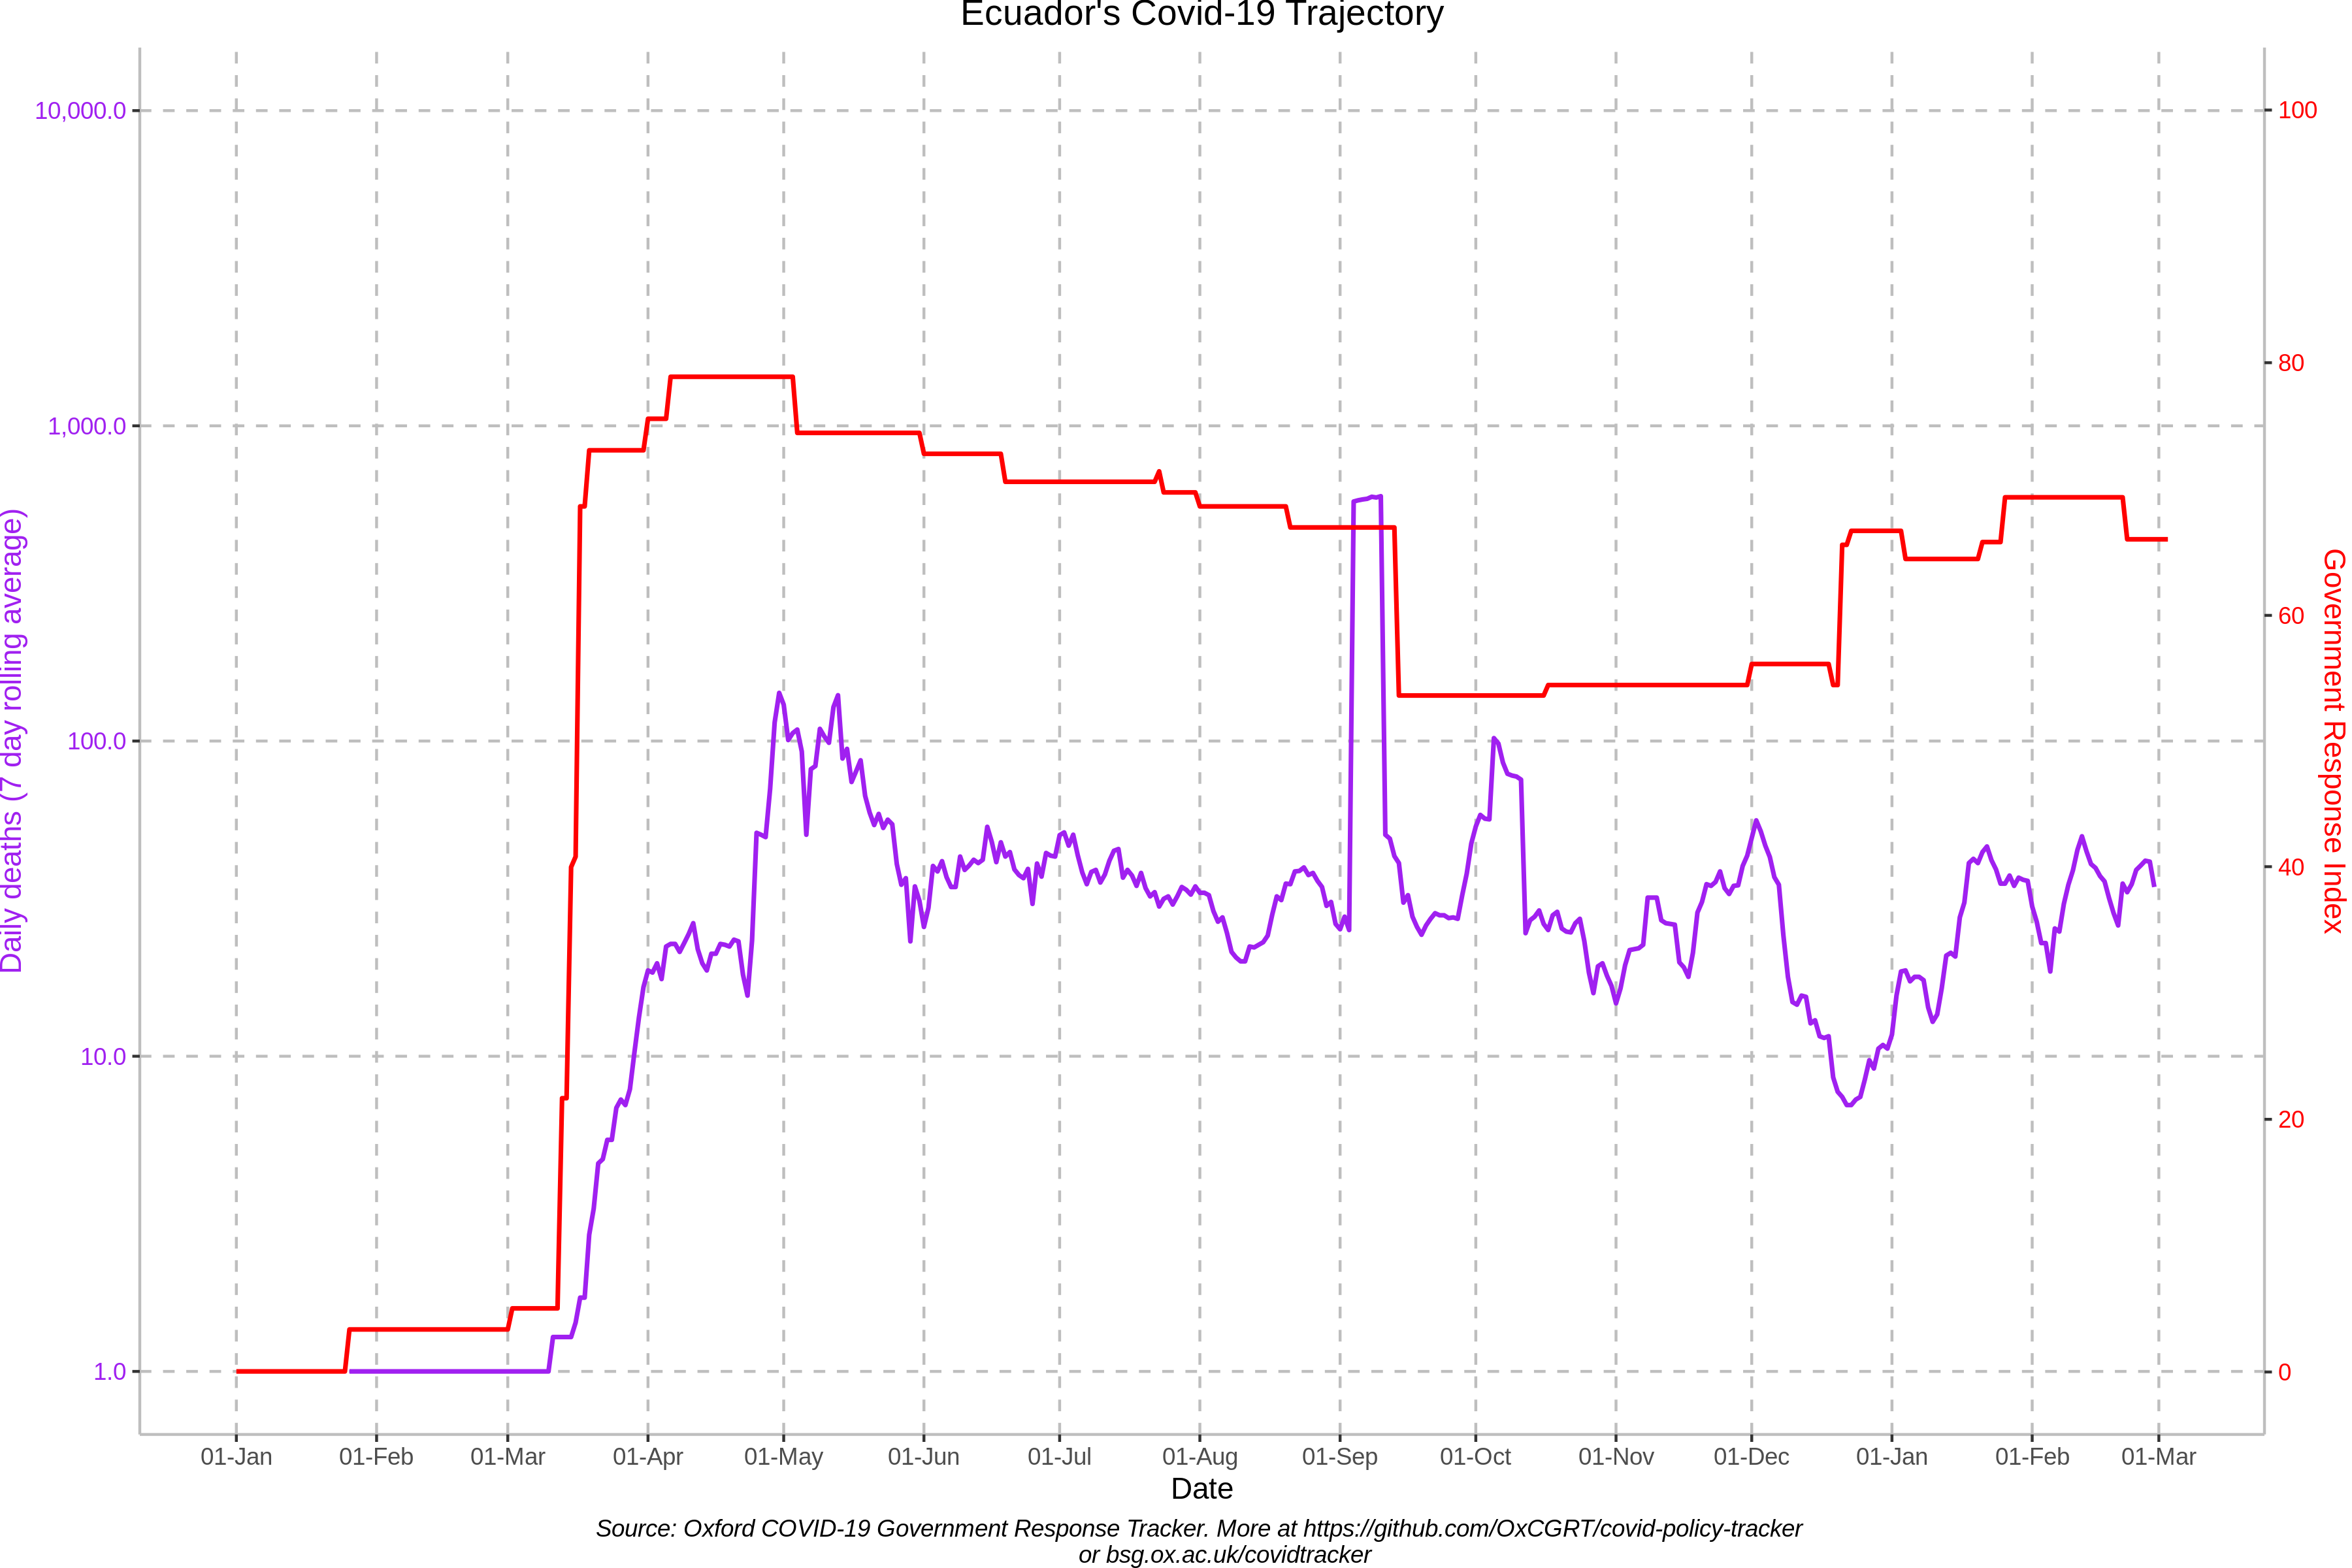 Ecuador's Covid-19 Trajectory
10,000.0
1,000.0
100.0
10.0
1.0
Daily deaths (7 day rolling average)
100
80
60
40
20
0
Government Response Index
01-Jan 01-Feb 01-Mar 01-Apr 01-May 01-Jun 01-Jul 01-Aug 01-Sep 01-Oct 01-Nov 01-Dec 01-Jan 01-Feb 01-Mar
Date
Source: Oxford COVID-19 Government Response Tracker. More at https://github.com/OxCGRT/covid-policy-tracker
or bsg.ox.ac.uk/covidtracker